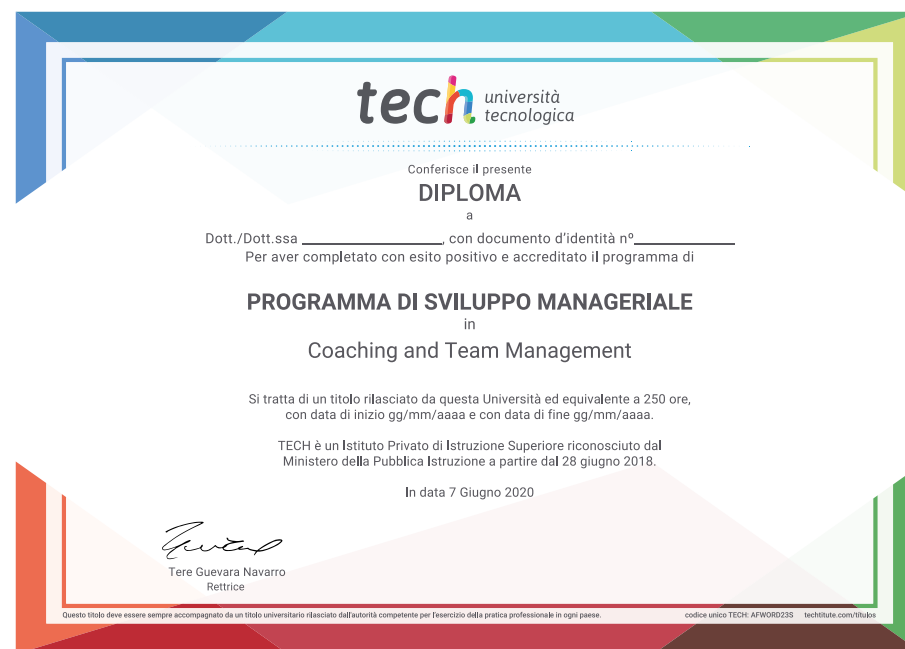 tech università
tecnologica
Conferisce il presente
DIPLOMA
a
Dott./Dott.ssa ____________________, con documento d'identità nº______________
Per aver completato con esito positivo e accreditato il programma di
PROGRAMMA DI SVILUPPO MANAGERIALE
in
Coaching and Team Management
Si tratta di un titolo rilasciato da questa Università ed equivalente a 250 ore,
con data di inizio gg/mm/aaaa e con data di fine gg/mm/aaaa.
TECH è un Istituto Privato di Istruzione Superiore riconosciuto dal
Ministero della Pubblica Istruzione a partire dal 28 giugno 2018.
In data 7 Giugno 2020
Tere Guevara Navarro
Rettrice
Questo titolo deve essere sempre accompagnato da un titolo universitario rilasciato dall'autorità competente per l'esercizio della pratica professionale in ogni paese. codice unico TECH: AFWORD23S techtitute.com/titulos